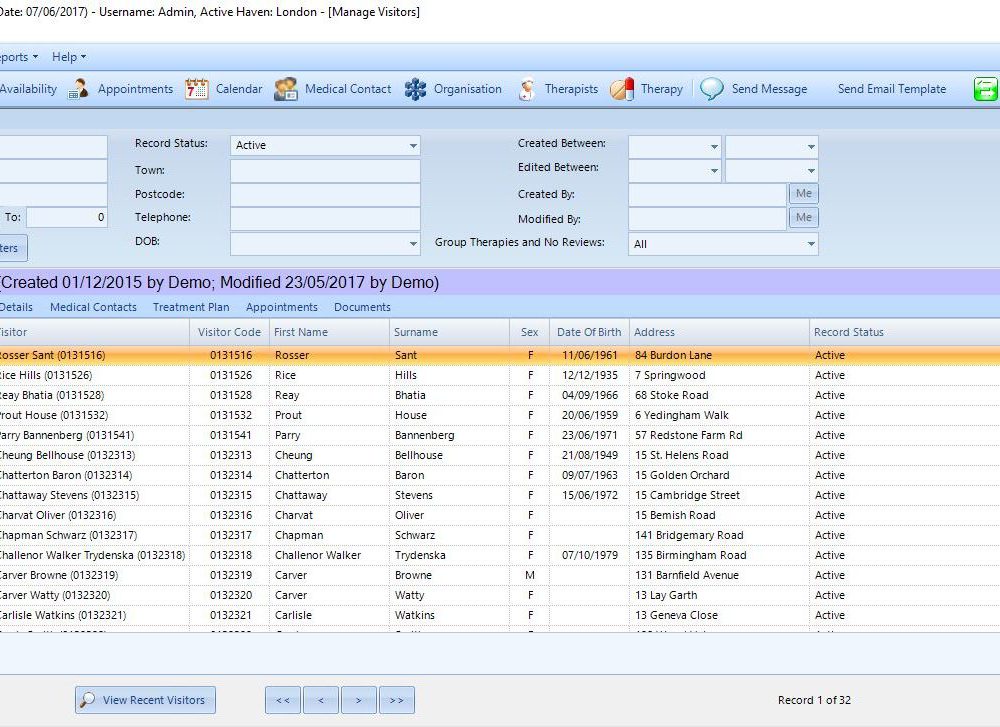 Date: 07/06/2017) - Username: Admin, Active Haven: London - [Manage Visitors]
ports Help
Availability Appointments Calendar Medical Contact Organisation Therapists Therapy Send Message Send Email Template
Record Status: Active Created Between:
Town: Edited Between:
Postcode: Created By: Me
To: 0 Telephone: Modified By: Me
ters DOB: Group Therapies and No Reviews: All
(Created 01/12/2015 by Demo; Modified 23/05/2017 by Demo)
Details Medical Contacts Treatment Plan Appointments Documents
isitor Visitor Code First Name Surname Sex Date Of Birth Address Record Status
Rosser Sant (0131516) 0131516 Rosser Sant F 11/06/1961 84 Burdon Lane Active
Rice Hills (0131526) 0131526 Rice Hills F 12/12/1935 7 Springwood Active
Reay Bhatia (0131528) 0131528 Reay Bhatia F 04/09/1966 68 Stoke Road Active
Prout House (0131532) 0131532 Prout House F 20/06/1959 6 Yedingham Walk Active
Parry Bannenberg (0131541) 0131541 Parry Bannenberg F 23/06/1971 57 Redstone Farm Rd Active
Cheung Bellhouse (0132313) 0132313 Cheung Bellhouse F 21/08/1949 15 St. Helens Road Active
Chatterton Baron (0132314) 0132314 Chatterton Baron F 09/07/1963 15 Golden Orchard Active
Chattaway Stevens (0132315) 0132315 Chattaway Stevens F 15/06/1972 15 Cambridge Street Active
Charvat Oliver (0132316) 0132316 Charvat Oliver F 15 Bemish Road Active
Chapman Schwarz (0132317) 0132317 Chapman Schwarz F 141 Bridgemary Road Active
Challenor Walker Trydenska (0132318) 0132318 Challenor Walker Trydenska F 07/10/1979 135 Birmingham Road Active
Carver Browne (0132319) 0132319 Carver Browne M 131 Barnfield Avenue Active
Carver Watty (0132320) 0132320 Carver Watty F 13 Lay Garth Active
Carlisle Watkins (0132321) 0132321 Carlisle Watkins F 13 Geneva Close Active
View Recent Visitors << < > >> Record 1 of 32